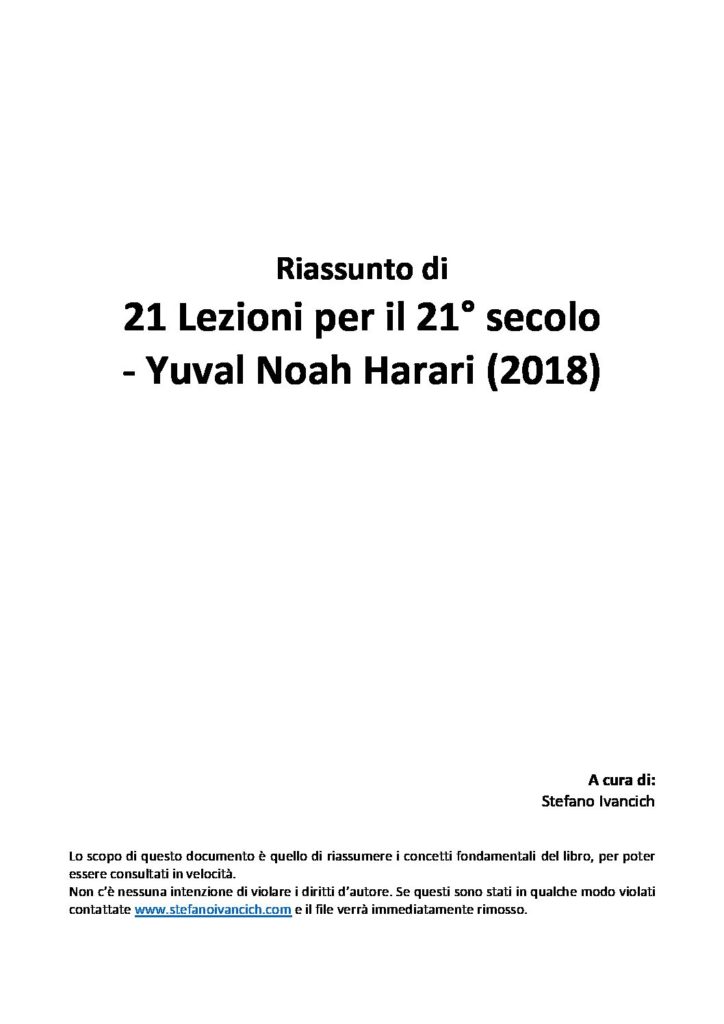 Riassunto di
21 Lezioni per il 21° secolo
- Yuval Noah Harari (2018)
A cura di:
Stefano Ivancich
Lo scopo di questo documento è quello di riassumere i concetti fondamentali del libro, per poter
essere consultati in velocità.
Non c’è nessuna intenzione di violare i diritti d’autore. Se questi sono stati in qualche modo violati
contattate www.stefanoivancich.com e il file verrà immediatamente rimosso.